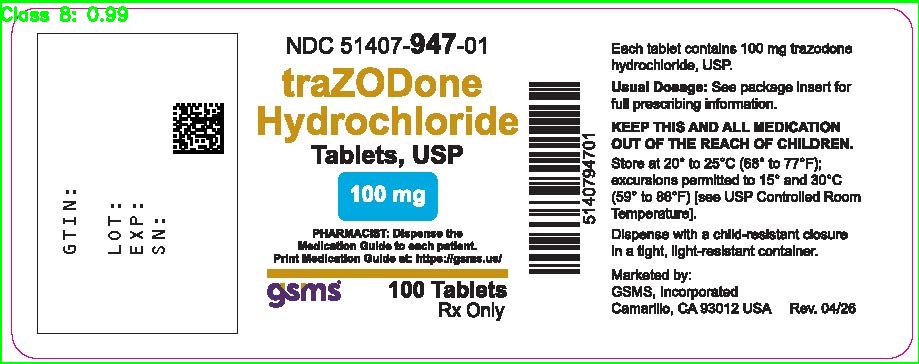 Class 8: 0.99
GTIN:
LOT:
EXP:
SN:
NDC 51407-947-01
traZODone
Hydrochloride
Tablets, USP
100 mg
PHARMACIST: Dispense the
Medication Guide to each patient.
Print Medication Guide at: https://gsms.us/
gsms
100 Tablets
Rx Only
5140794701
Each tablet contains 100 mg trazodone
hydrochloride, USP.
Usual Dosage: See package insert for
full prescribing information.
KEEP THIS AND ALL MEDICATION
OUT OF THE REACH OF CHILDREN.
Store at 20° to 25°C (68° to 77°F);
excursions permitted to 15° and 30°C
(59° to 86°F) [see USP Controlled Room
Temperature].
Dispense with a child-resistant closure
in a tight, light-resistant container.
Marketed by:
GSMS, Incorporated
Camarillo, CA 93012 USA Rev. 04/26